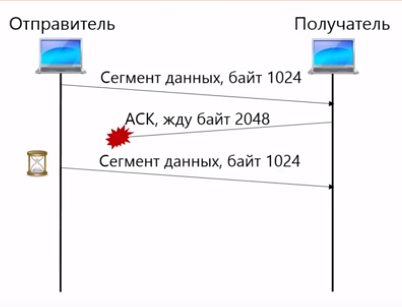 Отправитель
Получатель
Сегмент данных, байт 1024
АСК, жду байт 2048
Сегмент данных, байт 1024